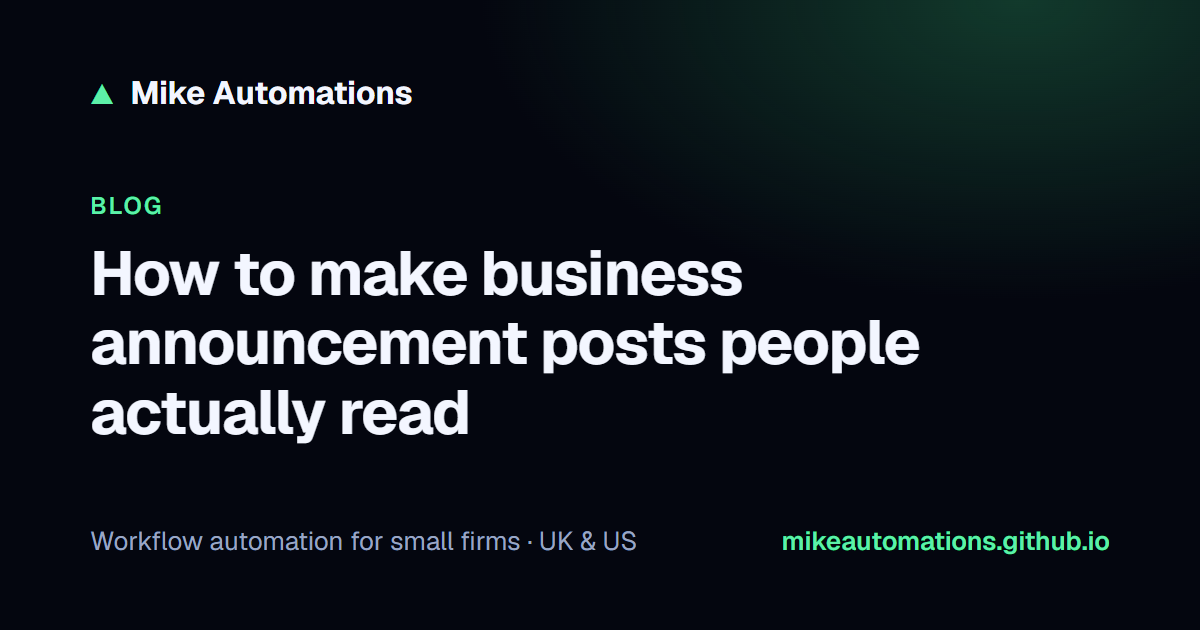 Mike Automations
BLOG
How to make business
announcement posts people
actually read
Workflow automation for small firms · UK & US
mikeautomations.github.io